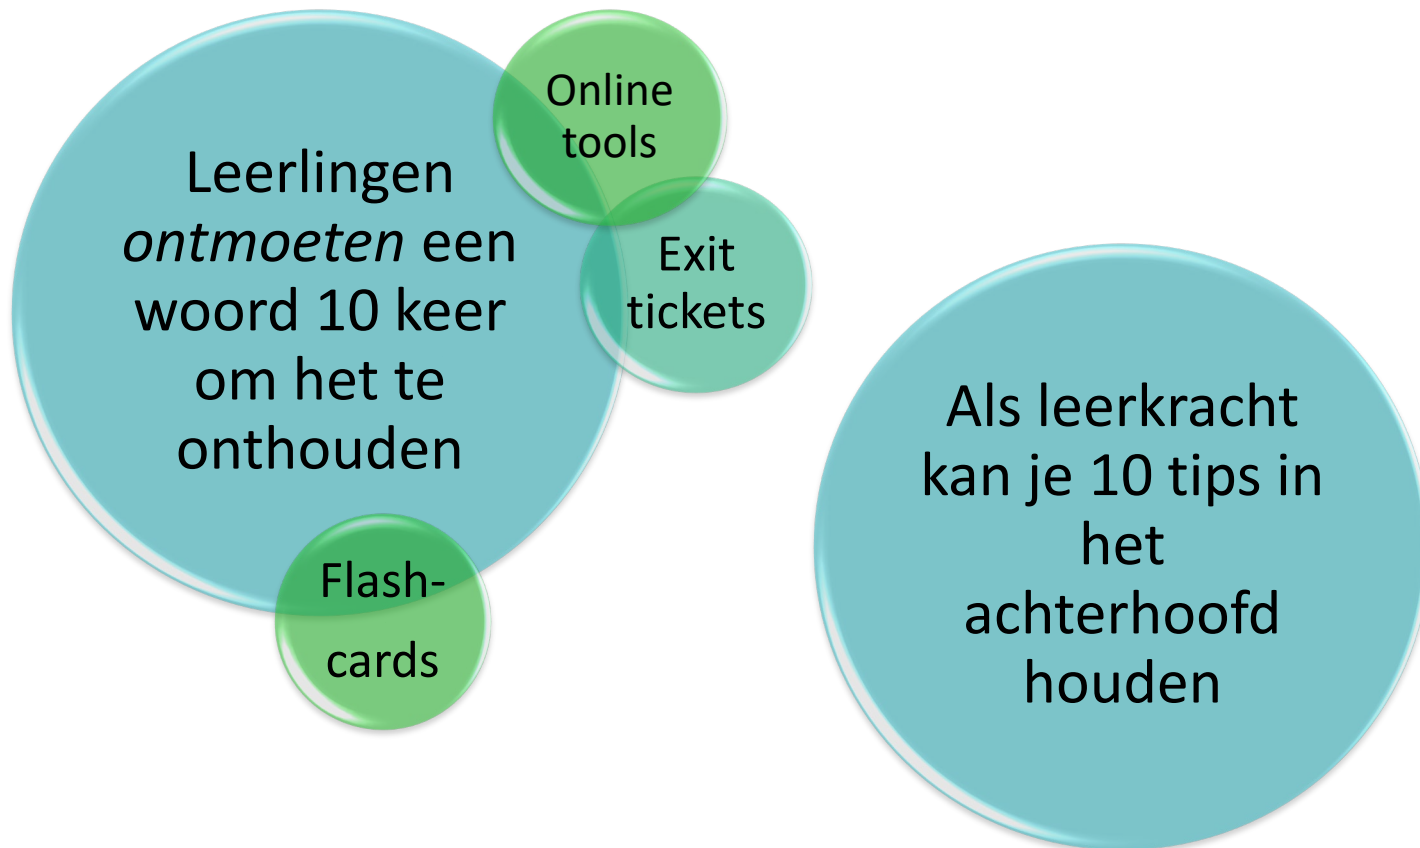 Leerlingen
ontmoeten een
woord 10 keer
om het te
onthouden
Online
tools
Exit
tickets
Flash-
cards
Als leerkracht
kan je 10 tips in
het
achterhoofd
houden